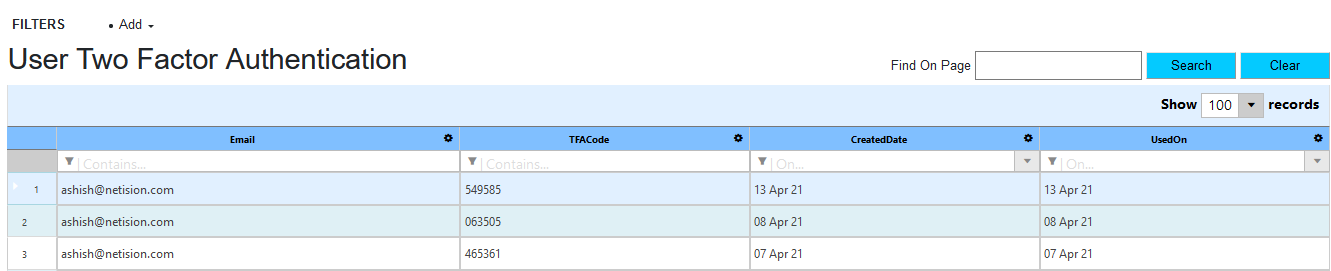 FILTERS • Add
User Two Factor Authentication
Find On Page Search Clear
Show 100 records
Email TFACode CreatedDate UsedOn
Contains... Contains... On... On...
1 ashish@netision.com 549585 13 Apr 21 13 Apr 21
2 ashish@netision.com 063505 08 Apr 21 08 Apr 21
3 ashish@netision.com 465361 07 Apr 21 07 Apr 21